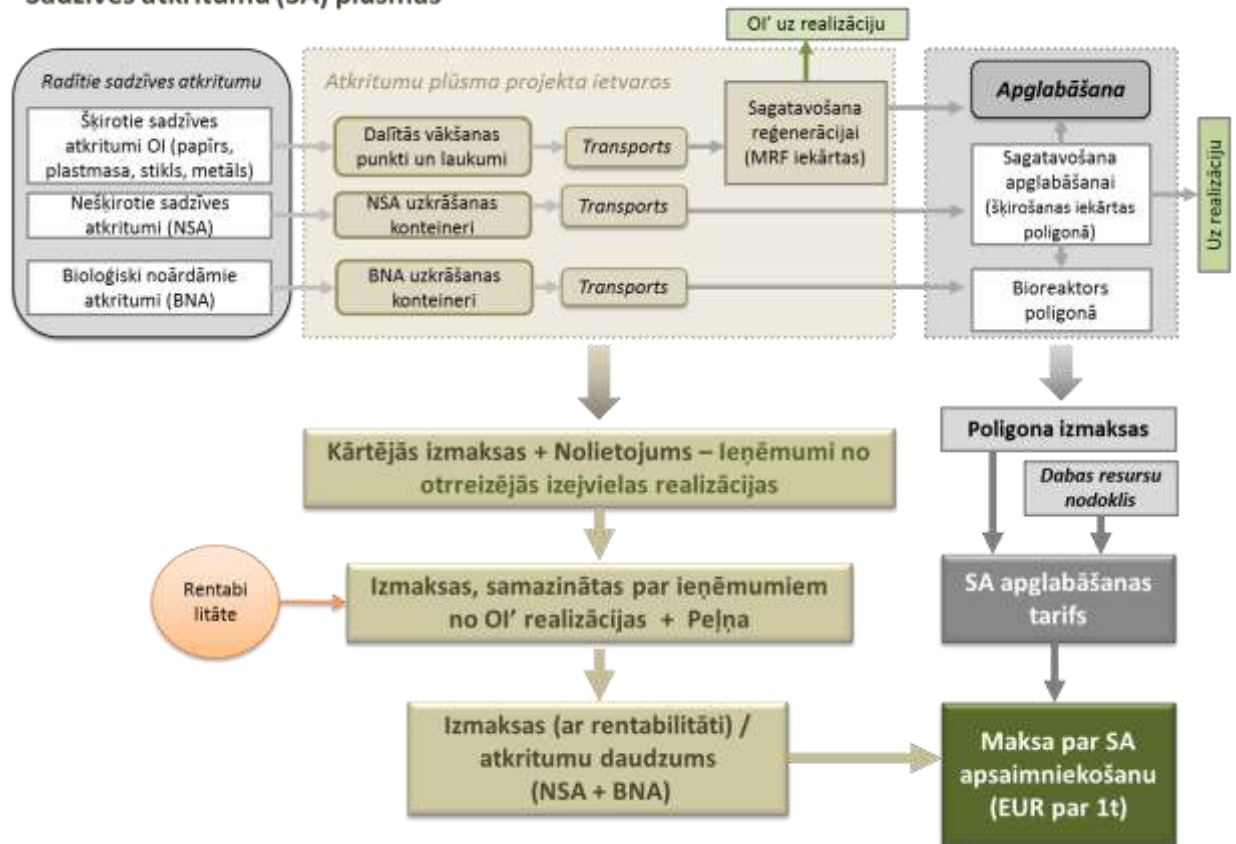 Sadzīves atkritumu (SA) plūsmas
OI' uz realizāciju
Radītie sadzīves atkritumu
Šķirotie sadzīves
atkritumi OI (papīrs,
plastmasa, stikls, metāls)
Nešķirotie sadzīves
atkritumi (NSA)
Bioloģiski noārdāmie
atkritumi (BNA)
Atkritumu plūsma projekta ietvaros
Dalītās vākšanas
punkti un laukumi
Transports
Sagatavošana
reģenerācijai
(MRF iekārtas)
NSA uzkrāšanas
konteineri
Transports
BNA uzkrāšanas
konteineri
Transports
Apglabāšana
Sagatavošana
apglabāšanai
(šķirošanas iekārtas
poligonā)
Bioreaktors
poligonā
Uz realizāciju
Kārtējās izmaksas + Nolietojums – Ieņēmumi no
otrreizējās izejvielas realizācijas
Poligona izmaksas
Dabas resursu
nodoklis
Rentabi
litāte
Izmaksas, samazinātas par ieņēmumiem
no OI' realizācijas + Peļņa
SA apglabāšanas
tarifs
Izmaksas (ar rentabilitāti) /
atkritumu daudzums
(NSA + BNA)
Maksa par SA
apsaimniekošanu
(EUR par 1t)